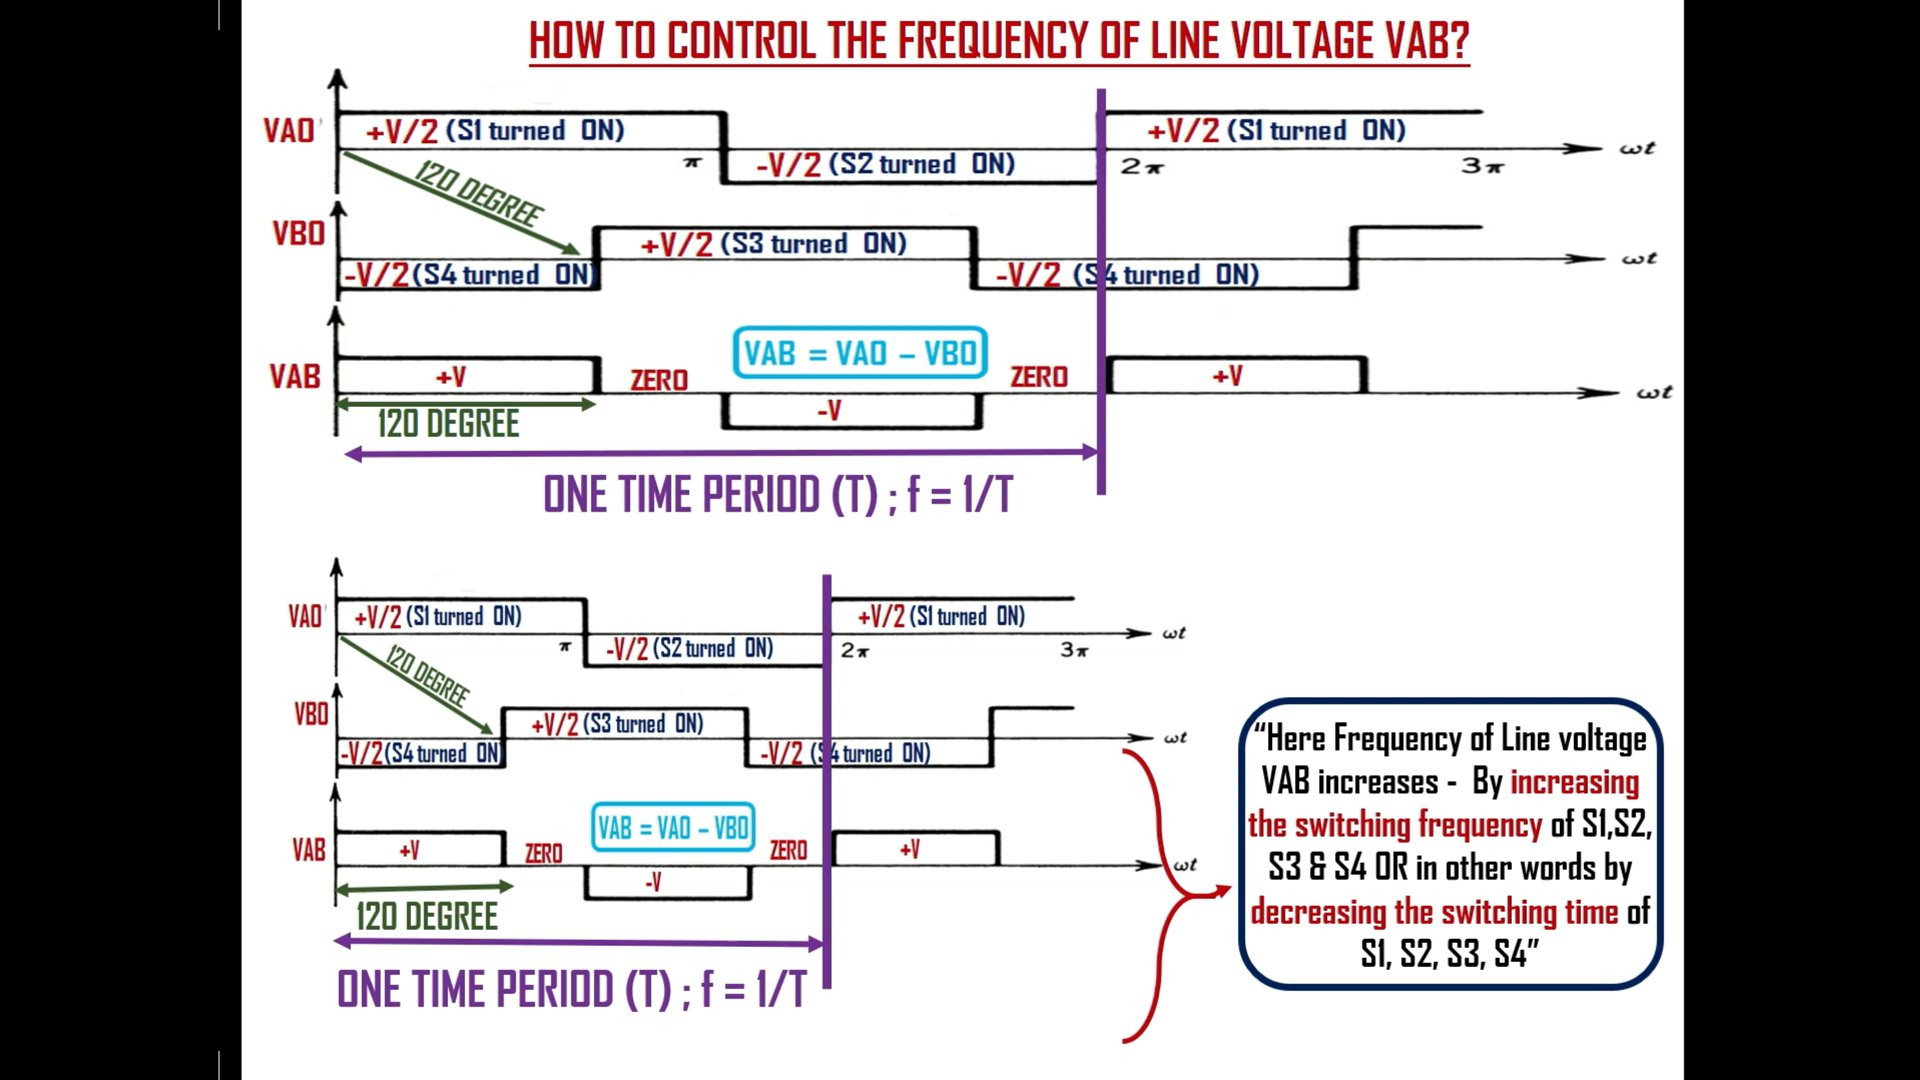 HOW TO CONTROL THE FREQUENCY OF LINE VOLTAGE VAB?
VAO
+V/2 (S1 turned ON)
-V/2 (S2 turned ON)
+V/2 (S1 turned ON)
π
2π
3π
ωt
120 DEGREE
VBO
-V/2 (S4 turned ON)
+V/2 (S3 turned ON)
-V/2 (S4 turned ON)
ωt
VAB
+V
ZERO
VAB = VAO - VBO
-V
ZERO
+V
ωt
120 DEGREE
ONE TIME PERIOD (T) ; f = 1/T
VAO
+V/2 (S1 turned ON)
-V/2 (S2 turned ON)
+V/2 (S1 turned ON)
π
2π
3π
ωt
120 DEGREE
VBO
-V/2 (S4 turned ON)
+V/2 (S3 turned ON)
-V/2 (S4 turned ON)
ωt
VAB
+V
ZERO
VAB = VAO - VBO
-V
ZERO
+V
ωt
120 DEGREE
ONE TIME PERIOD (T) ; f = 1/T
"Here Frequency of Line voltage
VAB increases - By increasing
the switching frequency of S1,S2,
S3 & S4 OR in other words by
decreasing the switching time of
S1, S2, S3, S4"